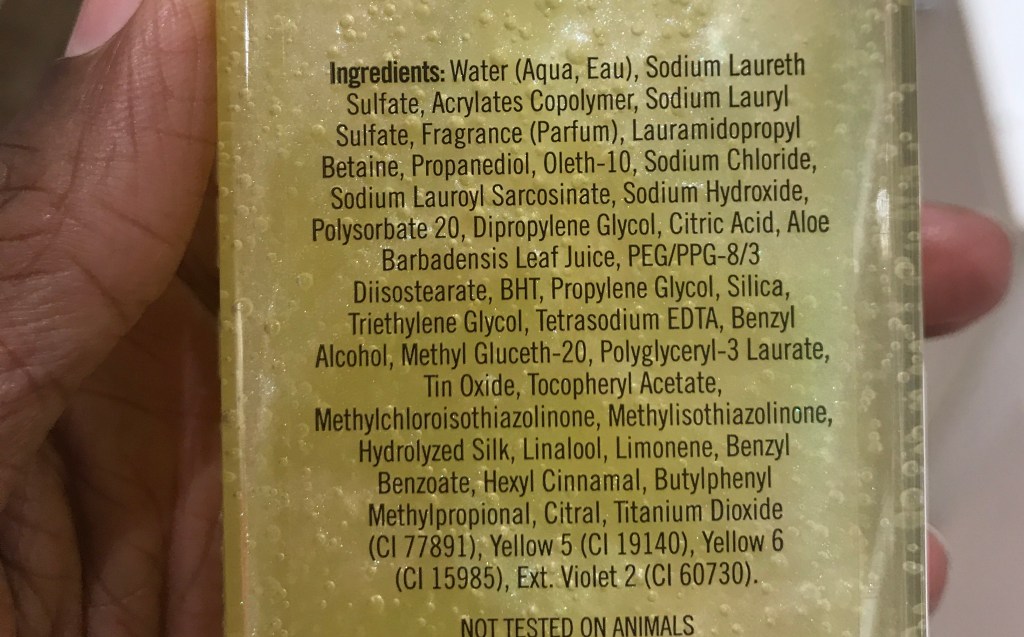 Ingredients: Water (Aqua, Eau), Sodium Laureth
Sulfate, Acrylates Copolymer, Sodium Lauryl
Sulfate, Fragrance (Parfum), Lauramidopropyl
Betaine, Propanediol, Oleth-10, Sodium Chloride,
Sodium Lauroyl Sarcosinate, Sodium Hydroxide,
Polysorbate 20, Dipropylene Glycol, Citric Acid, Aloe
Barbadensis Leaf Juice, PEG/PPG-8/3
Diisostearate, BHT, Propylene Glycol, Silica,
Triethylene Glycol, Tetrasodium EDTA, Benzyl
Alcohol, Methyl Gluceth-20, Polyglyceryl-3 Laurate,
Tin Oxide, Tocopheryl Acetate,
Methylchloroisothiazolinone, Methylisothiazolinone,
Hydrolyzed Silk, Linalool, Limonene, Benzyl
Benzoate, Hexyl Cinnamal, Butylphenyl
Methylpropional, Citral, Titanium Dioxide
(CI 77891), Yellow 5 (CI 19140), Yellow 6
(CI 15985), Ext. Violet 2 (CI 60730).
NOT TESTED ON ANIMALS